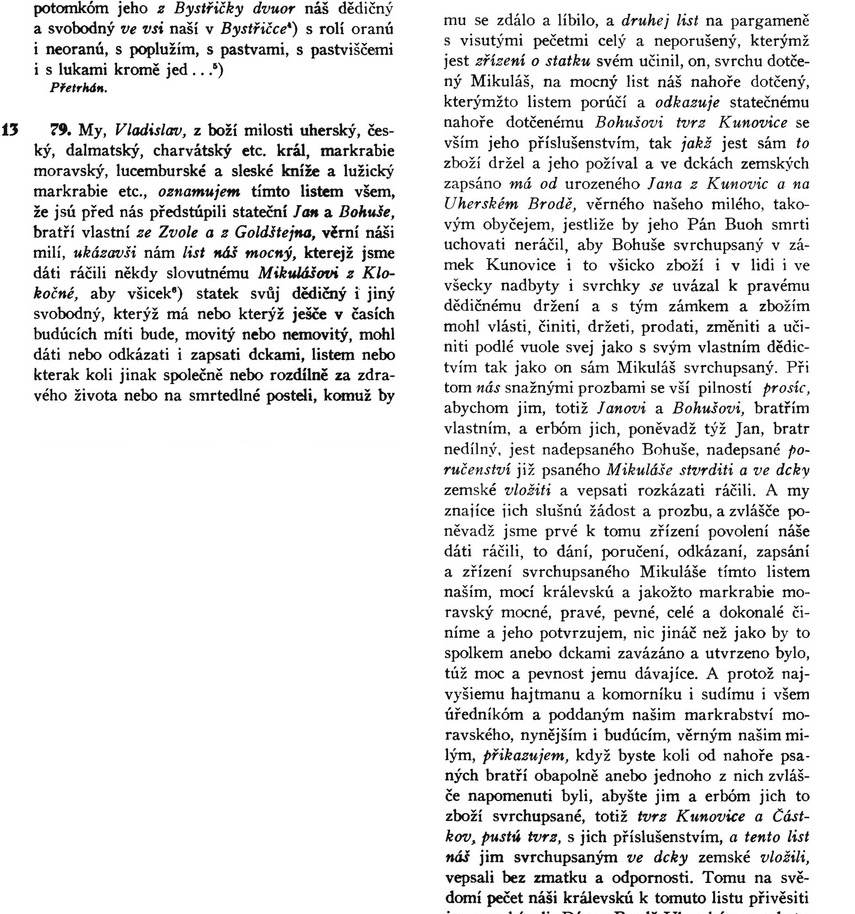 potomkóm jeho z Bystřičky dvuor náš dědičný
a svobodný ve vsi naší v Bystřičce⁴) s rolí oranú
i neoranú, s poplužím, s pastvami, s pastviščemi
i s lukami kromě jed . . .⁵)
Přetrhán.
13 79. My, Vladislav, z boží milosti uherský, čes-
ký, dalmatský, charvátský etc. král, markrabie
moravský, lucemburské a sleské kníže a lužický
markrabie etc., oznamujem tímto listem všem,
že jsú před nás předstúpili stateční Jan a Bohuše,
bratří vlastní ze Zvole a z Goldštejna, věrní náši
milí, ukázavši nám list náš mocný, kterejž jsme
dáti ráčili někdy slovutnému Mikulášovi z Klo-
kočné, aby všicek⁶) statek svůj dědičný i jiný
svobodný, kterýž má nebo kterýž ješče v časích
budúcích míti bude, movitý nebo nemovitý, mohl
dáti nebo odkázati i zapsati dckami, listem nebo
kterak koli jinak společně nebo rozdílně za zdra-
vého života nebo na smrtedlné posteli, komuž by
mu se zdálo a líbilo, a druhej list na pargameně
s visutými pečetmi celý a neporušený, kterýmž
jest zřízení o statku svém učinil, on, svrchu dotče-
ný Mikuláš, na mocný list náš nahoře dotčený,
kterýmžto listem porúčí a odkazuje statečnému
nahoře dotčenému Bohušovi tvrz Kunovice se
vším jeho příslušenstvím, tak jakž jest sám to
zboží držel a jeho požíval a ve dckách zemských
zapsáno má od urozeného Jana z Kunovic a na
Uherském Brodě, věrného našeho milého, tako-
vým obyčejem, jestliže by jeho Pán Buoh smrti
uchovati neráčil, aby Bohuše svrchupsaný v zá-
mek Kunovice i to všicko zboží i v lidi i ve
všecky nadbyty i svrchky se uvázal k pravému
dědičnému držení a s tým zámkem a zbožím
mohl vlásti, činiti, držeti, prodati, změniti a uči-
niti podlé vuole svej jako s svým vlastním dědic-
tvím tak jako on sám Mikuláš svrchupsaný. Při
tom nás snažnými prozbami se vší pilností prosíc,
abychom jim, totiž Janovi a Bohušovi, bratřím
vlastním, a erbóm jich, poněvadž týž Jan, bratr
nedílný, jest nadepsaného Bohuše, nadepsané po-
ručenství již psaného Mikuláše stvrditi a ve dcky
zemské vložiti a vepsati rozkázati ráčili. A my
znajíce jich slušnú žádost a prozbu, a zvlášče po-
něvadž jsme prvé k tomu zřízení povolení náše
dáti ráčili, to dání, poručení, odkázaní, zapsání
a zřízení svrchupsaného Mikuláše tímto listem
naším, mocí královskú a jakožto markrabie mo-
ravský mocné, pravé, pevné, celé a dokonalé či-
níme a jeho potvrzujem, nic jináč než jako by to
spolkem anebo dckami zavázáno a utvrzeno bylo,
túž moc a pevnost jemu dávajíce. A protož naj-
vyšiemu hajtmanu a komorníku i sudímu i všem
úředníkóm a poddaným našim markrabství mo-
ravského, nynějším i budúcím, věrným našim mi-
lým, přikazujem, když byste koli od nahoře psa-
ných bratří obapolně anebo jednoho z nich zvláš-
če napomenuti byli, abyšte jim a erbóm jich to
zboží svrchupsané, totiž tvrz Kunovice a Část-
kov, pustú tvrz, s jich příslušenstvím, a tento list
náš jim svrchupsaným ve dcky zemské vložili,
vepsali bez zmatku a odpornosti. Tomu na svě-
domí pečet náši královskú k tomuto listu přivěsiti